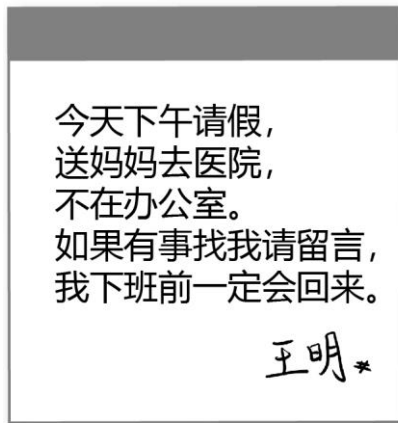 今天下午请假，
送妈妈去医院，
不在办公室。
如果有事找我请留言，
我下班前一定会回来。
王明